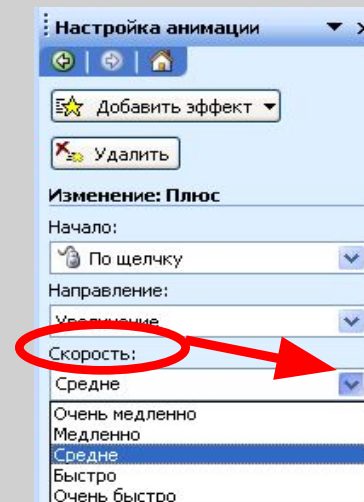 Настройка анимации
Добавить эффект
Удалить
Изменение: Плюс
Начало:
По щелчку
Направление:
Увеличение
Скорость:
Средне
Очень медленно
Медленно
Средне
Быстро
Очень быстро